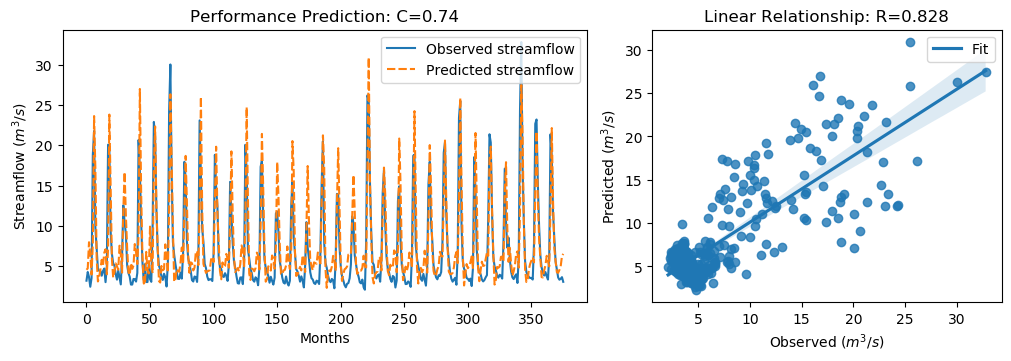 Performance Prediction: C=0.74
Streamflow (m³/s)
30
25
20
15
10
5
0
50
100
150
200
250
300
350
Months
Observed streamflow
Predicted streamflow
Linear Relationship: R=0.828
Predicted (m³/s)
30
25
20
15
10
5
5
10
15
20
25
30
Observed (m³/s)
Fit